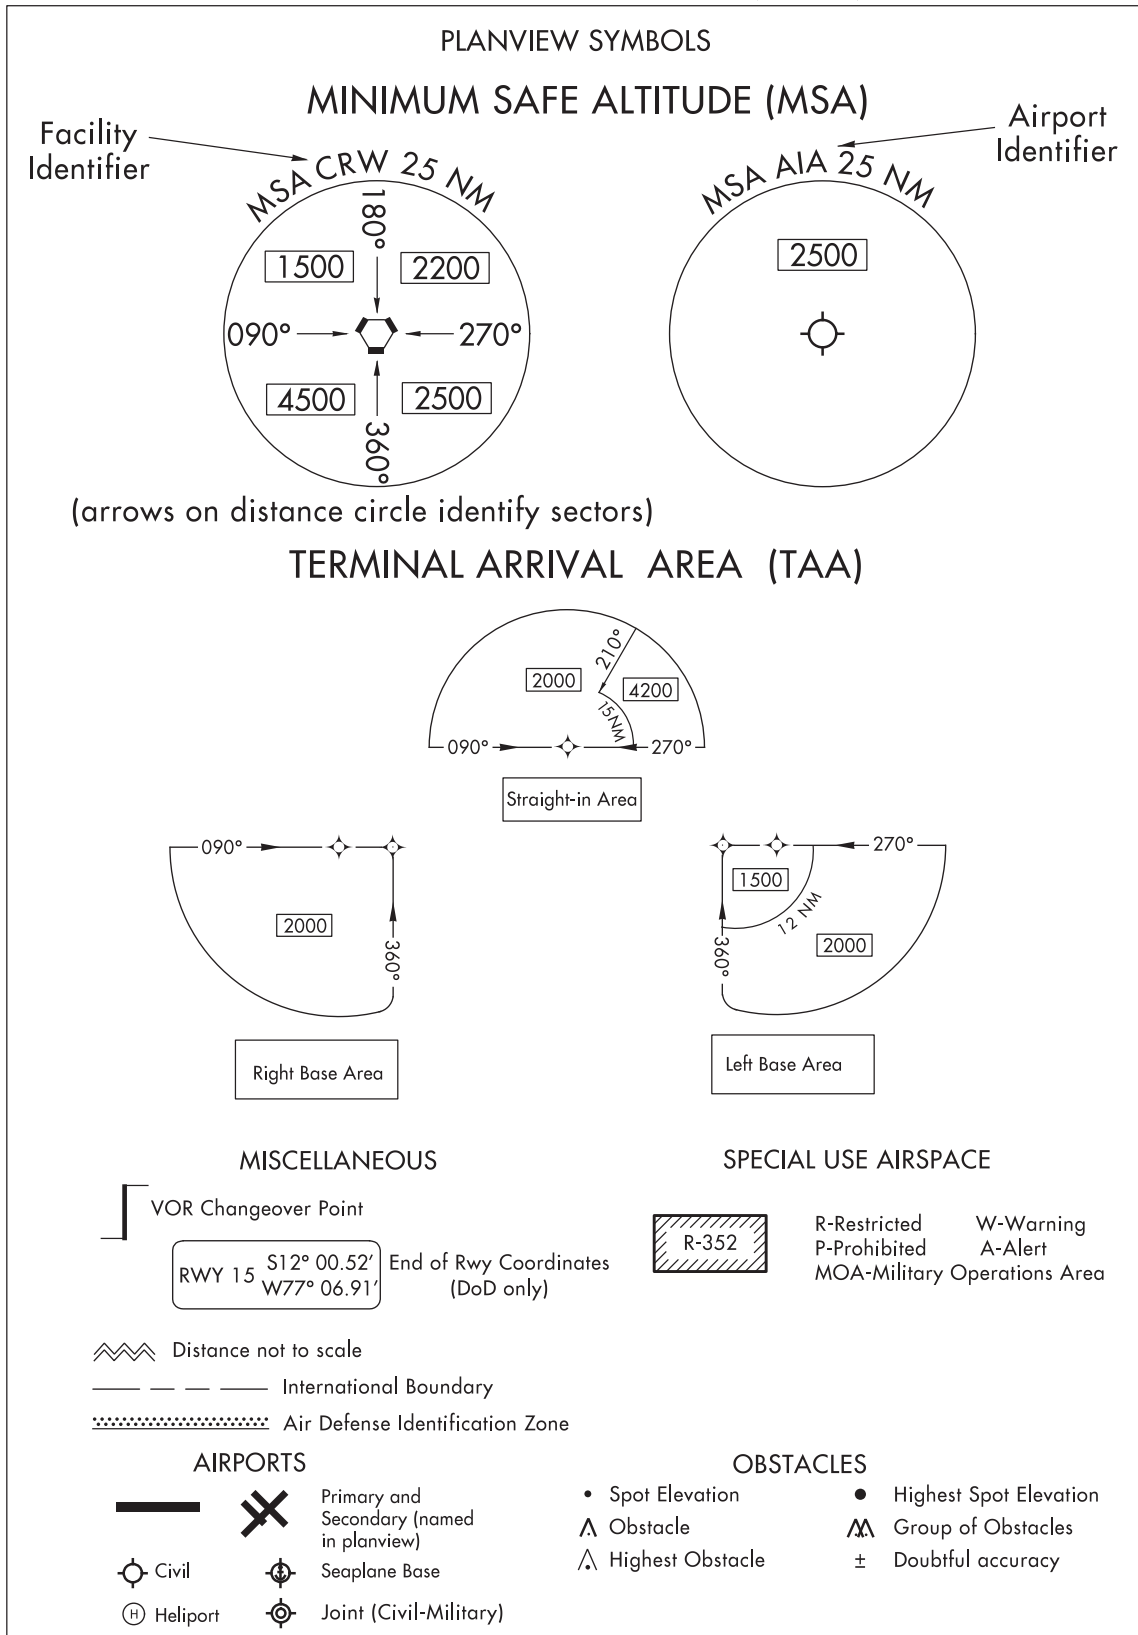 PLANVIEW SYMBOLS
MINIMUM SAFE ALTITUDE (MSA)
Facility
Identifier
Airport
Identifier
MSA CRW 25 NM
180°
1500
2200
090°
270°
4500
2500
360°
MSA AIA 25 NM
2500
(arrows on distance circle identify sectors)
TERMINAL ARRIVAL AREA (TAA)
210°
2000
4200
15NM
090°
270°
Straight-in Area
090°
2000
360°
Right Base Area
270°
1500
12 NM
2000
360°
Left Base Area
MISCELLANEOUS
VOR Changeover Point
RWY 15
S12° 00.52'
W77° 06.91'
End of Rwy Coordinates
(DoD only)
Distance not to scale
International Boundary
Air Defense Identification Zone
SPECIAL USE AIRSPACE
R-352
R-Restricted W-Warning
P-Prohibited A-Alert
MOA-Military Operations Area
AIRPORTS
Primary and
Secondary (named
in planview)
Civil
Seaplane Base
H Heliport
Joint (Civil-Military)
OBSTACLES
Spot Elevation
Highest Spot Elevation
Obstacle
Group of Obstacles
Highest Obstacle
± Doubtful accuracy